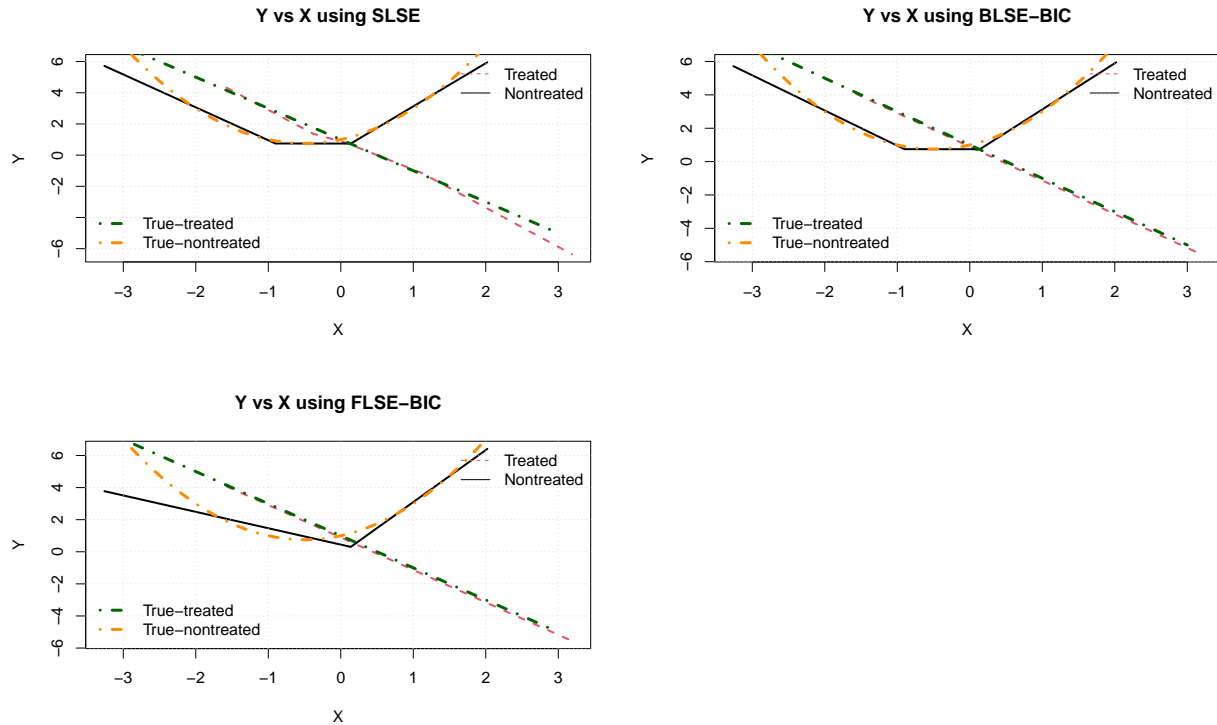 Y vs X using SLSE
Y
6
4
2
0
−2
−6
Treated
Nontreated
True−treated
True−nontreated
−3 −2 −1 0 1 2 3
X
Y vs X using BLSE−BIC
Y
6
4
2
0
−2
−4
−6
Treated
Nontreated
True−treated
True−nontreated
−3 −2 −1 0 1 2 3
X
Y vs X using FLSE−BIC
Y
6
4
2
0
−2
−4
−6
Treated
Nontreated
True−treated
True−nontreated
−3 −2 −1 0 1 2 3
X